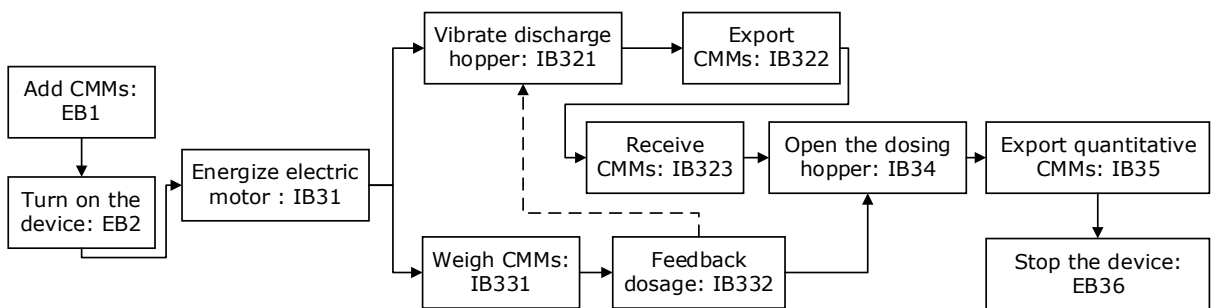 Add CMMs:
EB1
Turn on the
device: EB2
Energize electric
motor : IB31
Vibrate discharge
hopper: IB321
Export
CMMs: IB322
Receive
CMMs: IB323
Open the dosing
hopper: IB34
Export quantitative
CMMs: IB35
Weigh CMMs:
IB331
Feedback
dosage: IB332
Stop the device:
EB36